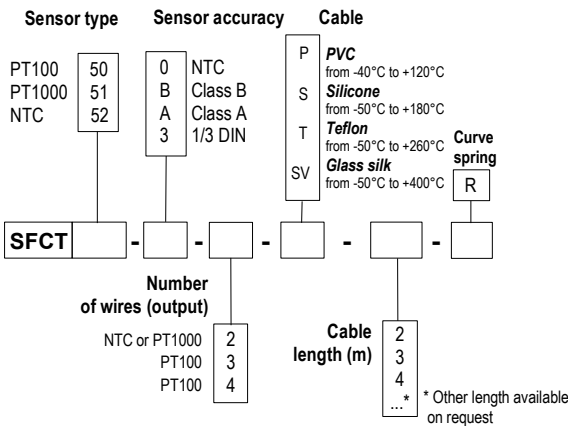 Sensor type
PT100 50
PT1000 51
NTC 52
Sensor accuracy
0 NTC
B Class B
A Class A
3 1/3 DIN
Cable
P PVC
from -40°C to +120°C
S Silicone
from -50°C to +180°C
T Teflon
from -50°C to +260°C
SV Glass silk
from -50°C to +400°C
Curve
spring
R
SFCT - - - - -
Number
of wires (output)
NTC or PT1000 2
PT100 3
PT100 4
Cable
length (m)
2
3
4
...*
* Other length available
on request